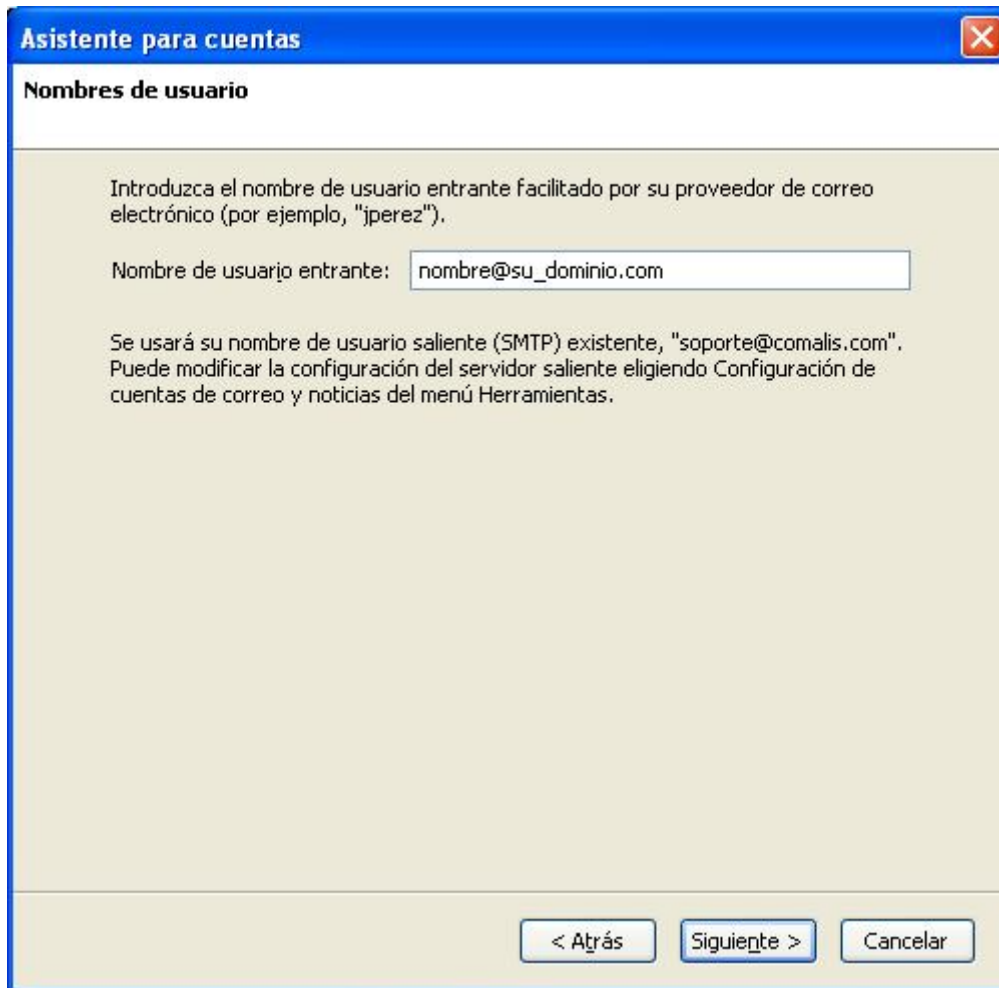 Asistente para cuentas
Nombres de usuario
Introduzca el nombre de usuario entrante facilitado por su proveedor de correo
electrónico (por ejemplo, "jperez").
Nombre de usuario entrante: nombre@su_dominio.com
Se usará su nombre de usuario saliente (SMTP) existente, "soporte@comalis.com".
Puede modificar la configuración del servidor saliente eligiendo Configuración de
cuentas de correo y noticias del menú Herramientas.
< Atrás Siguiente > Cancelar